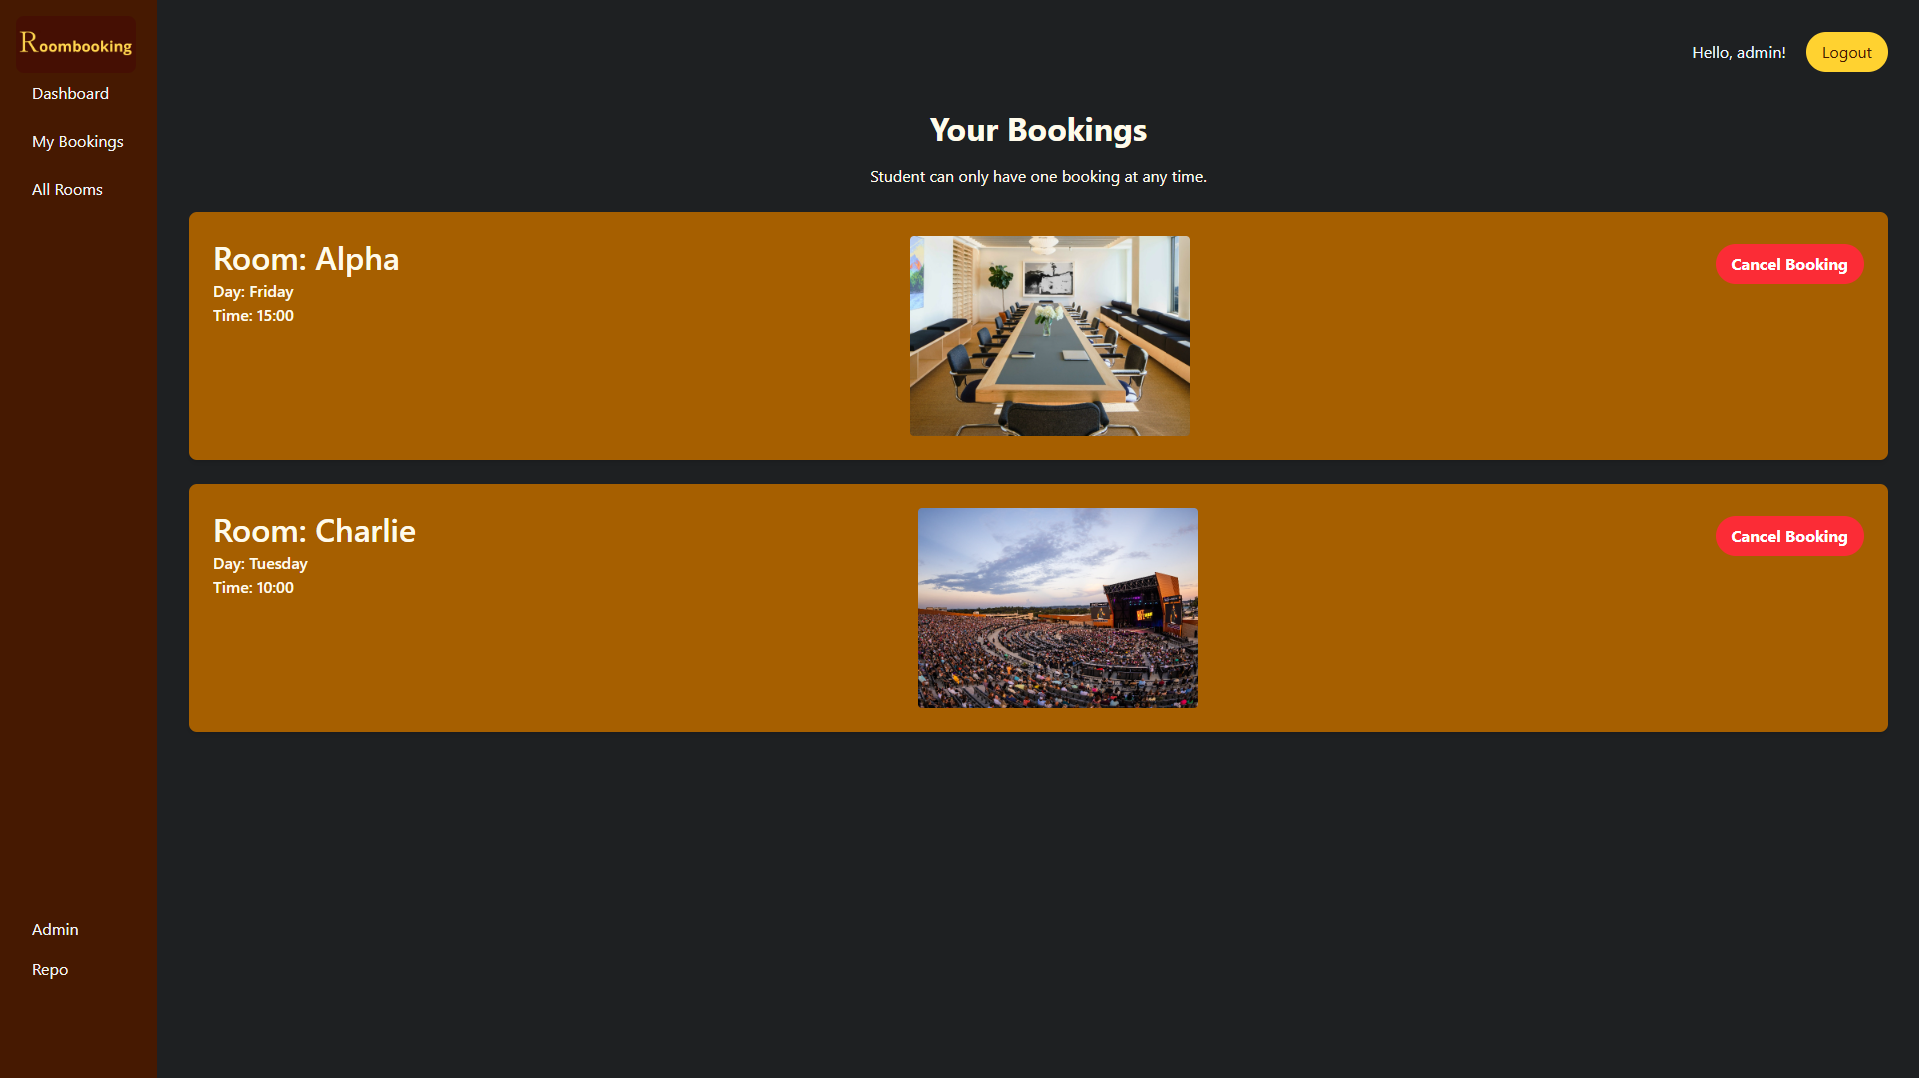 Roombooking
Dashboard
My Bookings
All Rooms
Admin
Repo
Hello, admin!
Logout
Your Bookings
Student can only have one booking at any time.
Room: Alpha
Day: Friday
Time: 15:00
Cancel Booking
Room: Charlie
Day: Tuesday
Time: 10:00
Cancel Booking